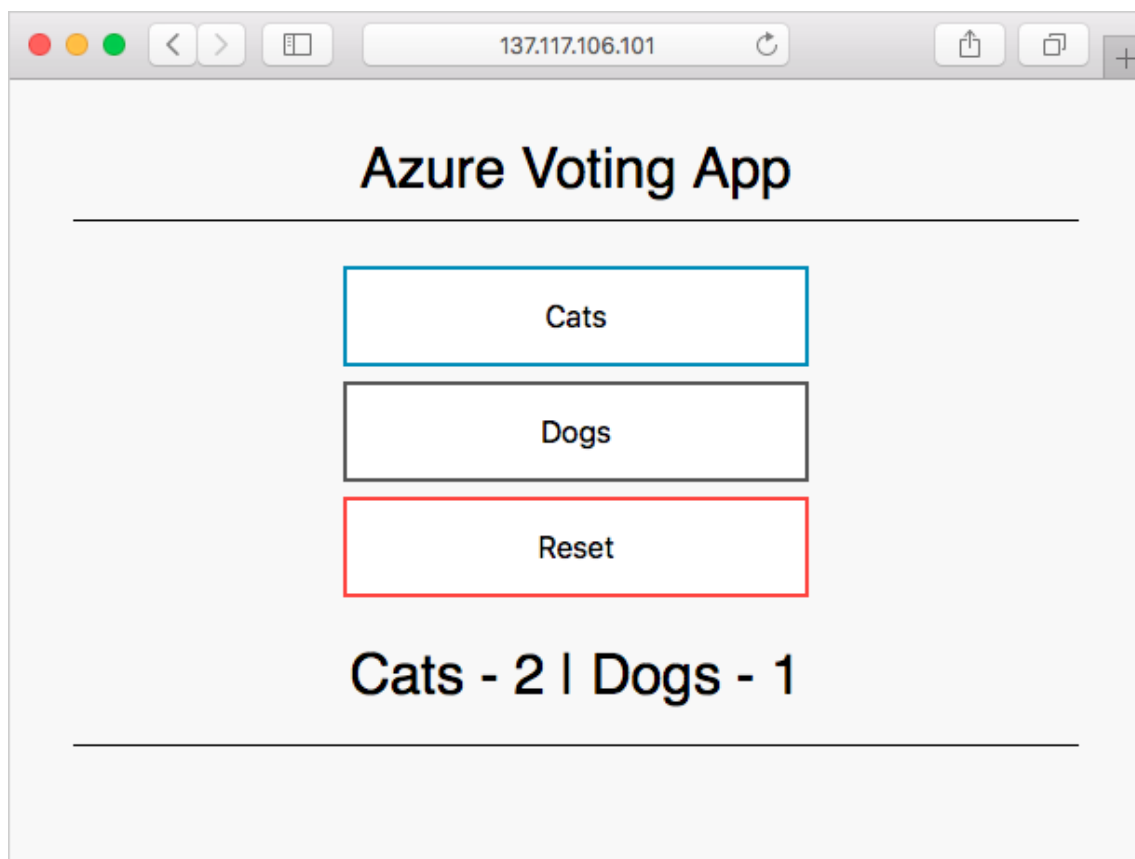 137.117.106.101
Azure Voting App
Cats
Dogs
Reset
Cats - 2 | Dogs - 1